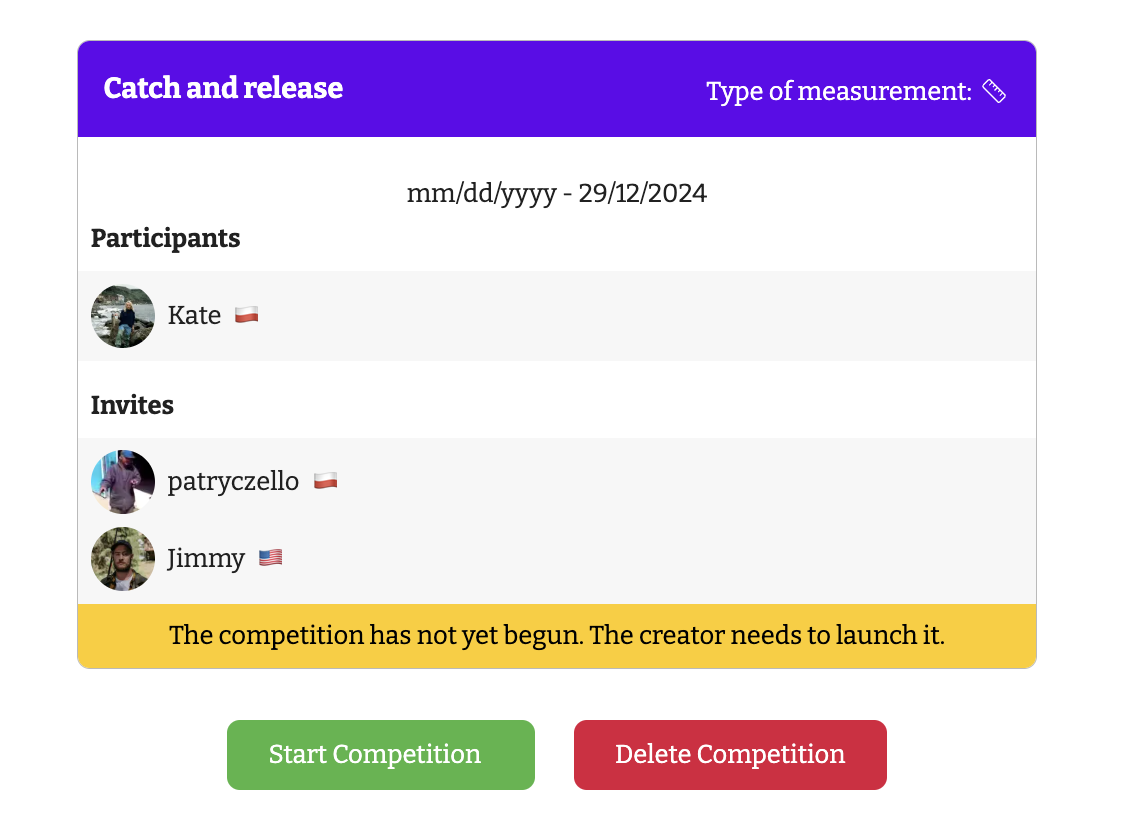 Catch and release
Type of measurement:
mm/dd/yyyy - 29/12/2024
Participants
Kate
Invites
patryczello
Jimmy
The competition has not yet begun. The creator needs to launch it.
Start Competition
Delete Competition